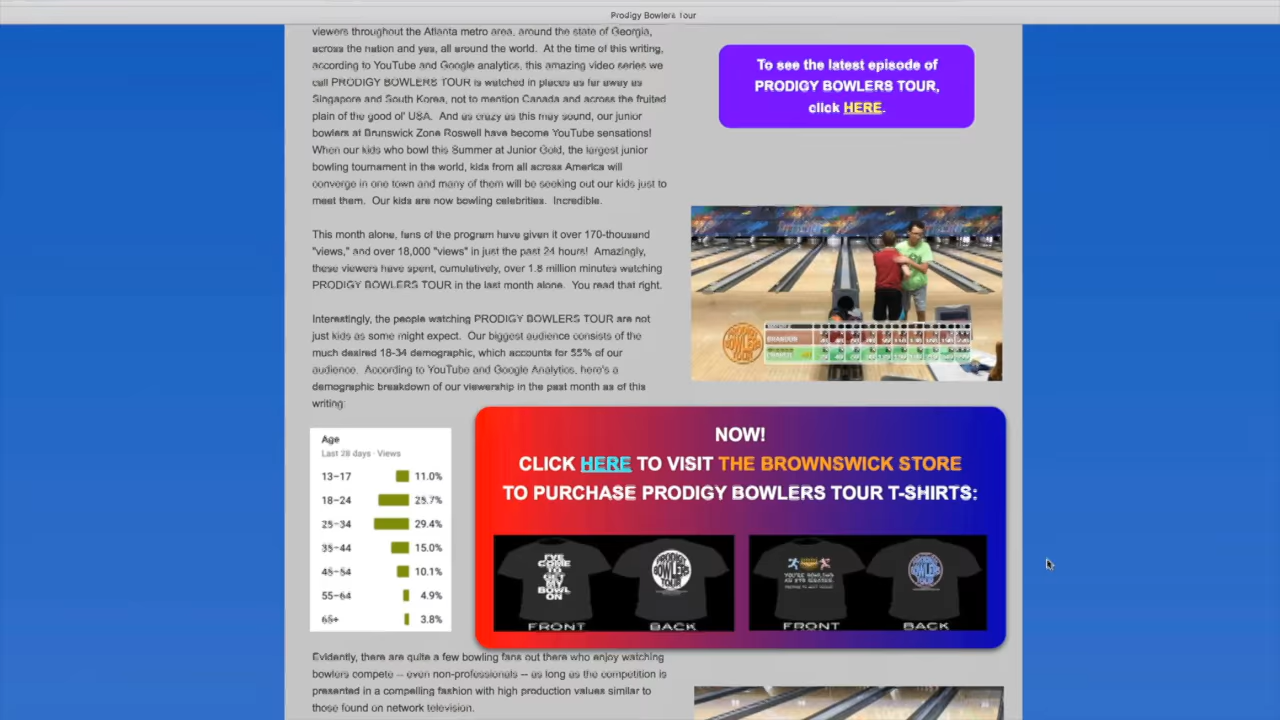 Prodigy Bowlers Tour
viewers throughout the Atlanta metro area, around the state of Georgia,
across the nation and yes, all around the world. At the time of this writing,
according to YouTube and Google analytics, this amazing video series we
call PRODIGY BOWLERS TOUR is watched in places as far away as
Singapore and South Korea, not to mention Canada and across the fruited
plain of the good ol' USA. And as crazy as this may sound, our junior
bowlers at Brunswick Zone Roswell have become YouTube sensations!
When our kids who bowl this Summer at Junior Gold, the largest junior
bowling tournament in the world, kids from all across America will
converge in one town and many of them will be seeking out our kids just to
meet them. Our kids are now bowling celebrities. Incredible.
This month alone, fans of the program have given it over 170-thousand
"views," and over 18,000 "views" in just the past 24 hours! Amazingly,
these viewers have spent, cumulatively, over 1.8 million minutes watching
PRODIGY BOWLERS TOUR in the last month alone. You read that right.
Interestingly, the people watching PRODIGY BOWLERS TOUR are not
just kids as some might expect. Our biggest audience consists of the
much desired 18-34 demographic, which accounts for 55% of our
audience. According to YouTube and Google Analytics, here's a
demographic breakdown of our viewership in the past month as of this
writing:
Age
Last 28 days · Views
13–17 11.0%
18–24 25.7%
25–34 29.4%
35–44 15.0%
45–54 10.1%
55–64 4.9%
65+ 3.8%
Evidently, there are quite a few bowling fans out there who enjoy watching
bowlers compete -- even non-professionals -- as long as the competition is
presented in a compelling fashion with high production values similar to
those found on network television.
To see the latest episode of
PRODIGY BOWLERS TOUR,
click HERE.
PRODIGY
BOWLERS
TOUR
BRANDON
NOW!
CLICK HERE TO VISIT THE BROWNSWICK STORE
TO PURCHASE PRODIGY BOWLERS TOUR T-SHIRTS:
I'VE
COME
TO
BOWL
ON
PRODIGY
BOWLERS
TOUR
FRONT
BACK
PRODIGY
BOWLERS
TOUR
FRONT
BACK